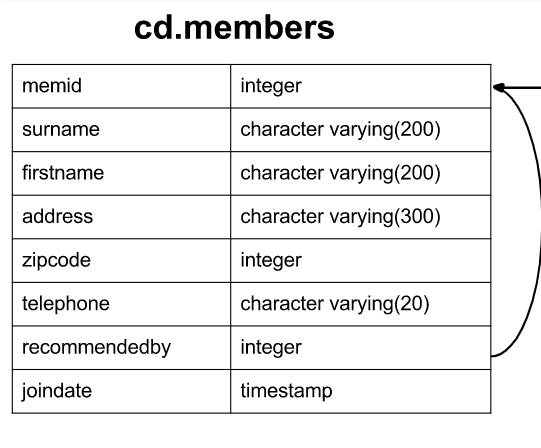 cd.members
memid integer
surname character varying(200)
firstname character varying(200)
address character varying(300)
zipcode integer
telephone character varying(20)
recommendedby integer
joindate timestamp